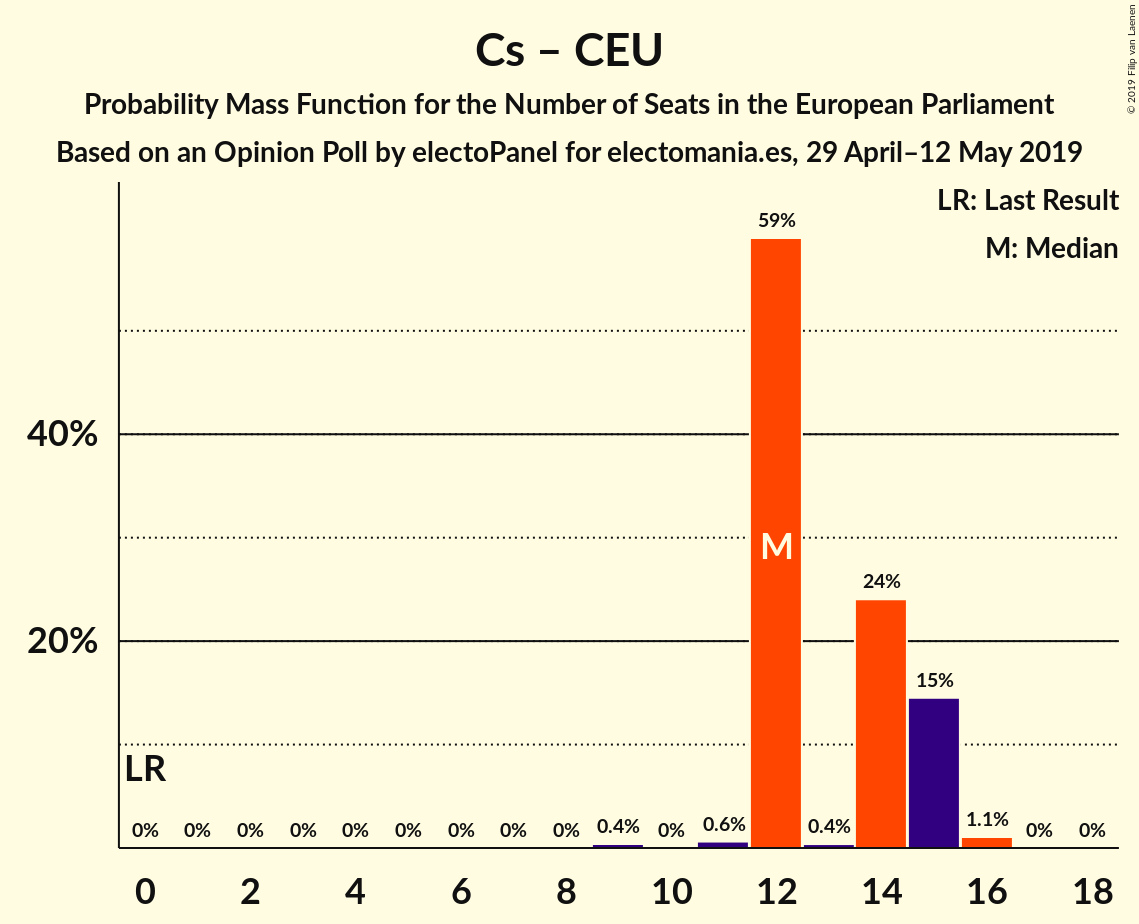 Cs – CEU
Probability Mass Function for the Number of Seats in the European Parliament
Based on an Opinion Poll by electoPanel for electomania.es, 29 April–12 May 2019
© 2019 Filip van Laenen
LR: Last Result
M: Median
59%
40%
M
24%
20%
15%
LR
0% 0% 0% 0% 0% 0% 0% 0% 0% 0.4% 0% 0.6% 0.4% 1.1% 0% 0%
0 2 4 6 8 10 12 14 16 18